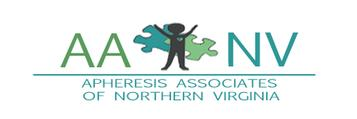 AA NV
APHERESIS ASSOCIATES
OF NORTHERN VIRGINIA